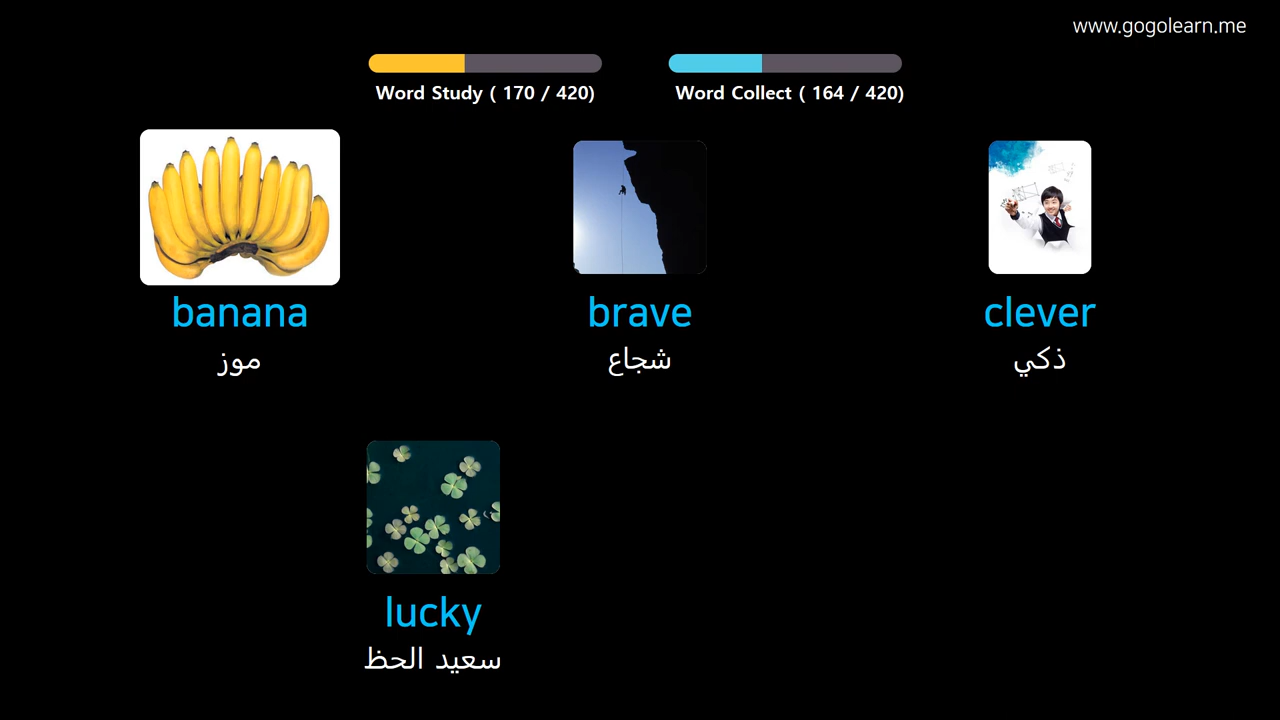 www.gogolearn.me
Word Study ( 170 / 420)
Word Collect ( 164 / 420)
banana
موز
brave
شجاع
clever
ذكي
lucky
سعيد الحظ